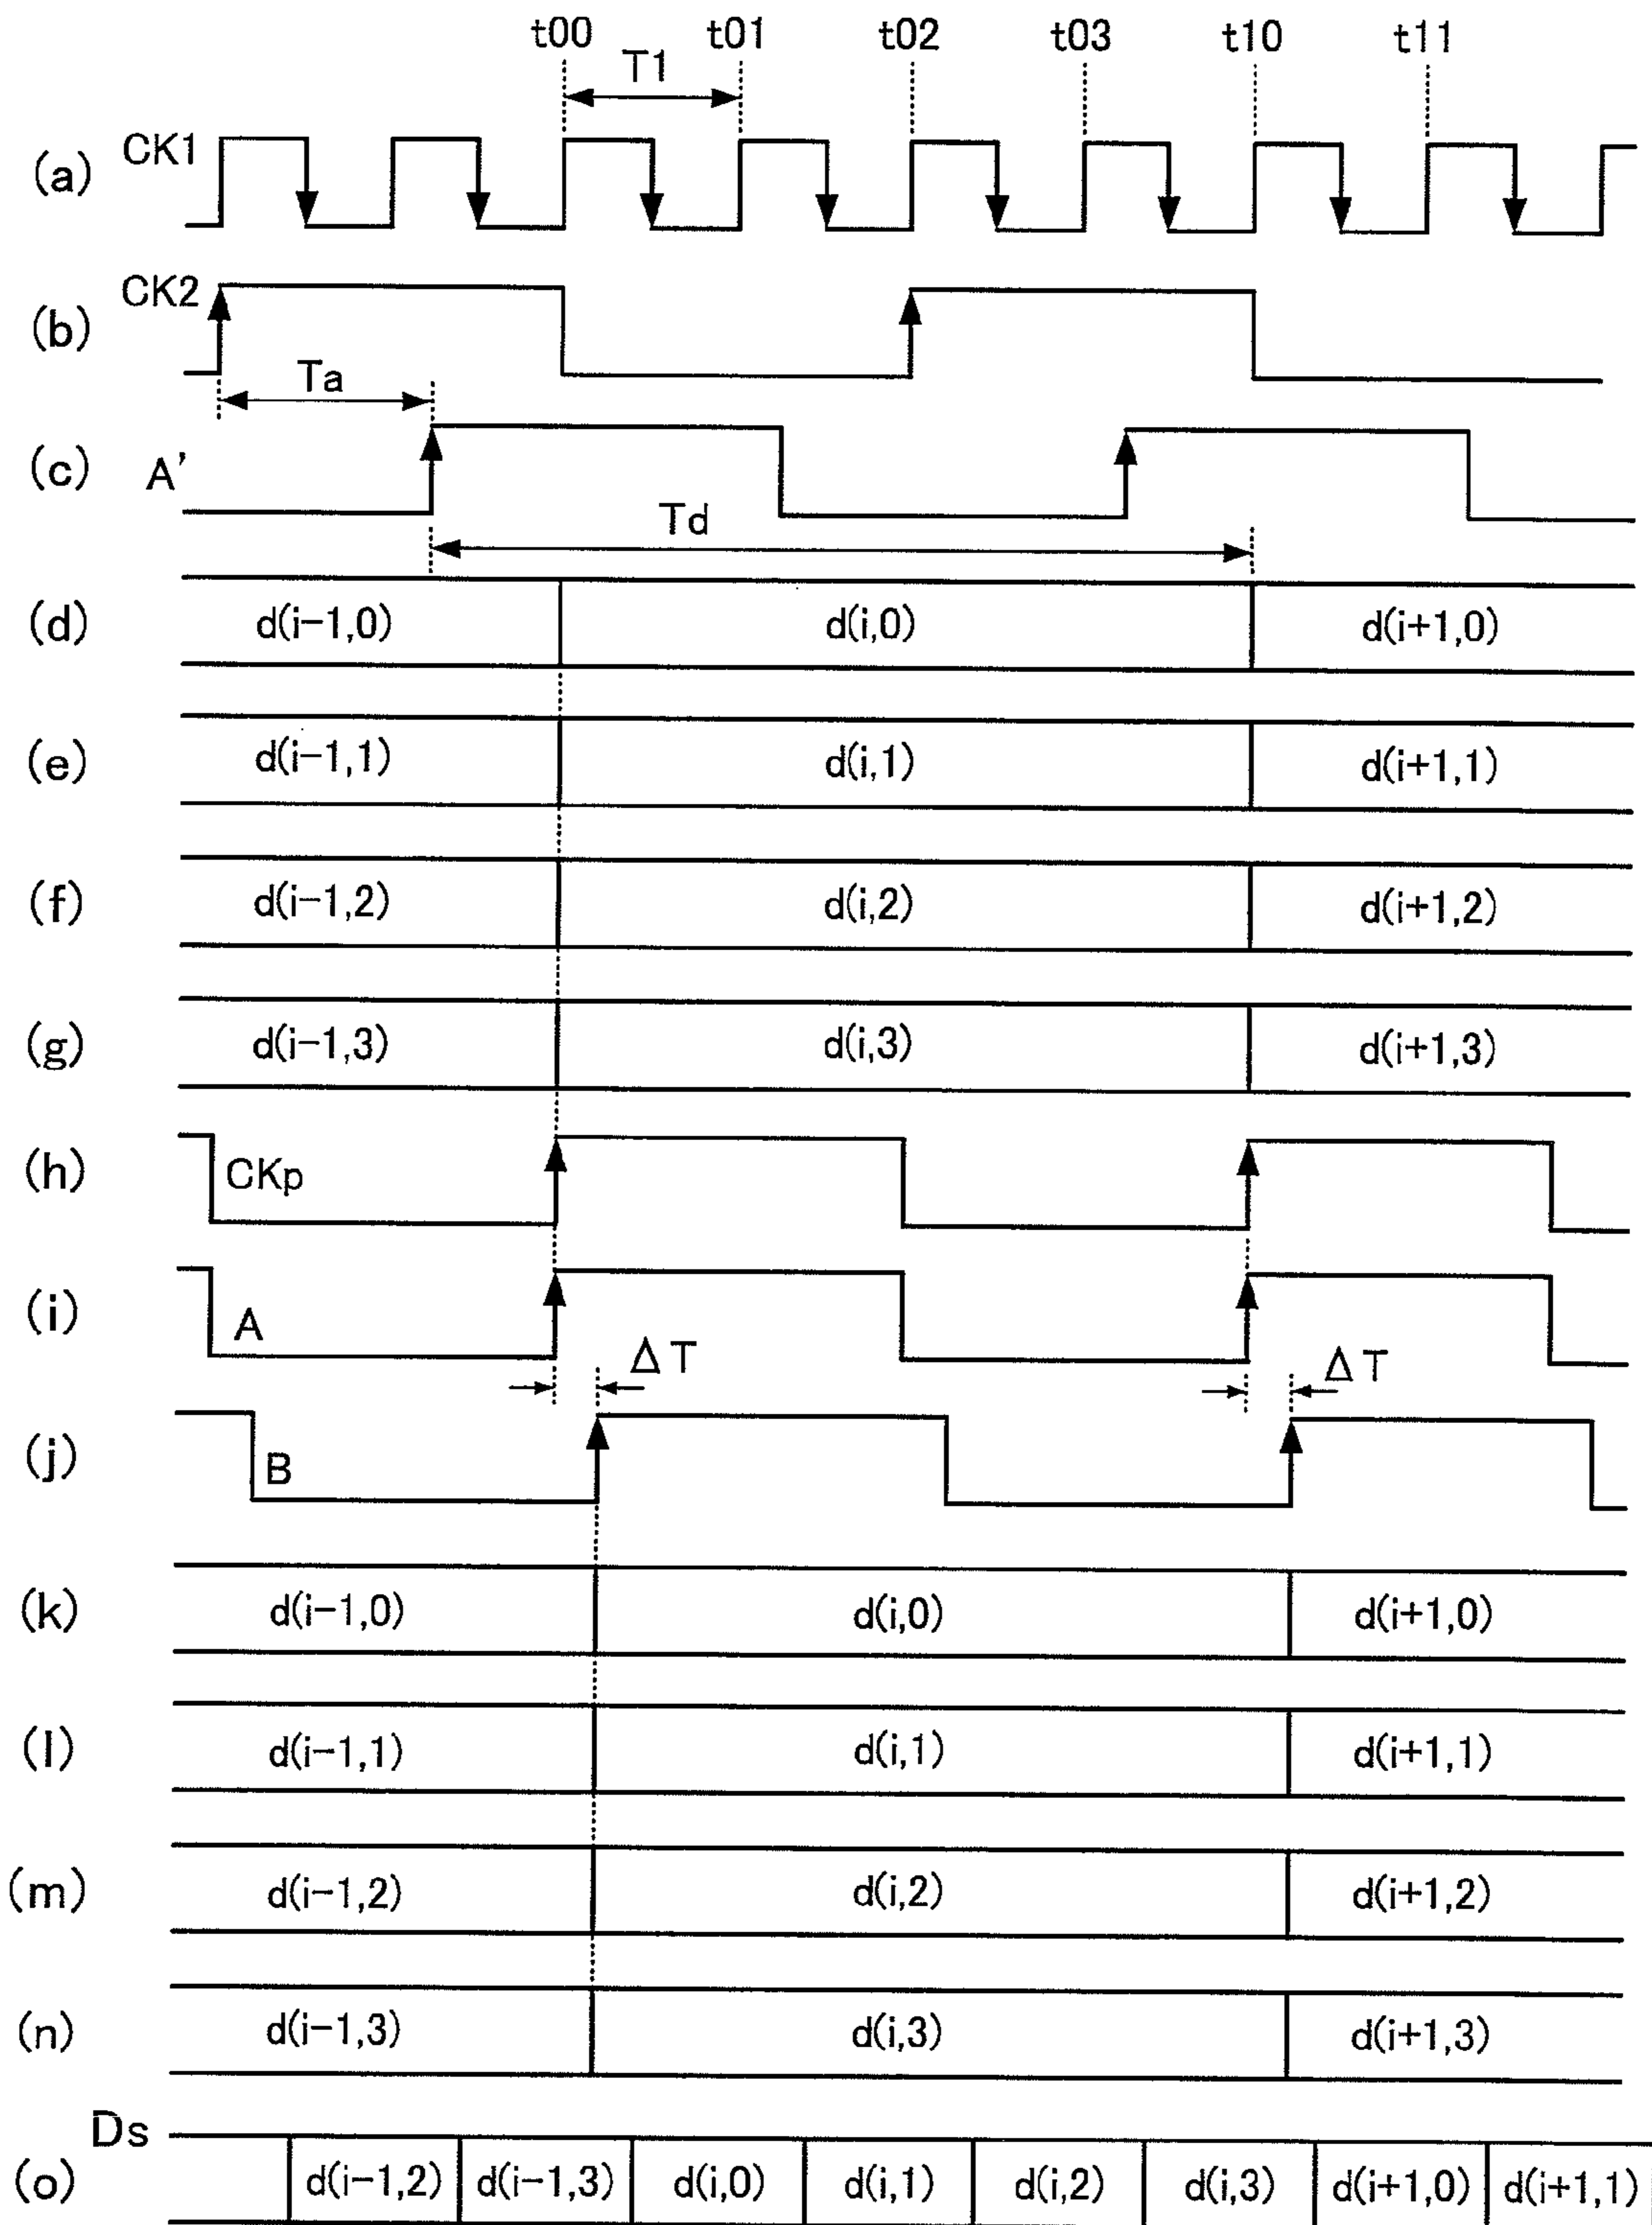 t00 t01 t02 t03 t10 t11
T1
(a) CK1
(b) CK2
Ta
(c) A'
Td
(d) d(i-1,0) d(i,0) d(i+1,0)
(e) d(i-1,1) d(i,1) d(i+1,1)
(f) d(i-1,2) d(i,2) d(i+1,2)
(g) d(i-1,3) d(i,3) d(i+1,3)
(h) CKp
(i) A
ΔT ΔT
(j) B
(k) d(i-1,0) d(i,0) d(i+1,0)
(l) d(i-1,1) d(i,1) d(i+1,1)
(m) d(i-1,2) d(i,2) d(i+1,2)
(n) d(i-1,3) d(i,3) d(i+1,3)
Ds
(o) d(i-1,2) d(i-1,3) d(i,0) d(i,1) d(i,2) d(i,3) d(i+1,0) d(i+1,1)